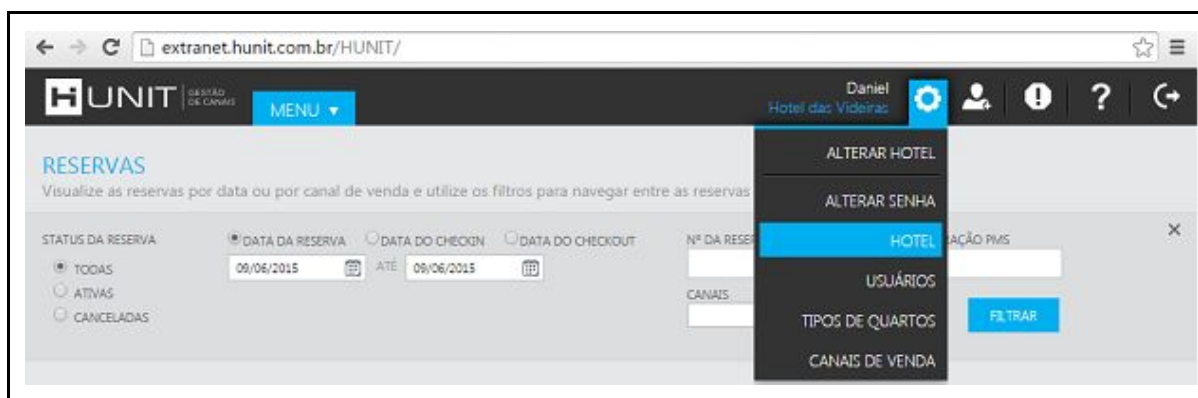 extranet.hunit.com.br/HUNIT/
HUNIT GESTÃO DE CANAIS
MENU
Daniel
Hotel das Videiras
ALTERAR HOTEL
ALTERAR SENHA
HOTEL
USUÁRIOS
TIPOS DE QUARTOS
CANAIS DE VENDA
RESERVAS
Visualize as reservas por data ou por canal de venda e utilize os filtros para navegar entre as reservas
STATUS DA RESERVA
TODAS
ATIVAS
CANCELADAS
DATA DA RESERVA DATA DO CHECKIN DATA DO CHECKOUT
09/06/2015 ATÉ 09/06/2015
Nº DA RESER
AÇÃO PMS
CANAIS
FILTRAR